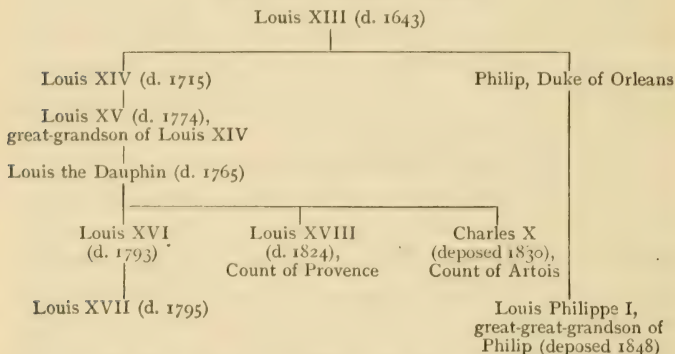 Louis XIII (d. 1643)
Louis XIV (d. 1715)
Philip, Duke of Orleans
Louis XV (d. 1774),
great-grandson of Louis XIV
Louis the Dauphin (d. 1765)
Louis XVI
(d. 1793)
Louis XVIII
(d. 1824),
Count of Provence
Charles X
(deposed 1830),
Count of Artois
Louis XVII (d. 1795)
Louis Philippe I,
great-great-grandson of
Philip (deposed 1848)